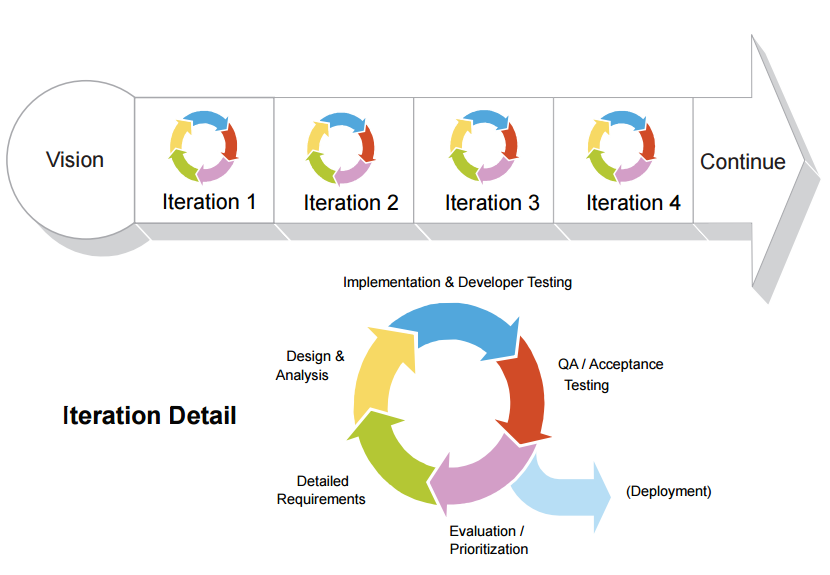 Vision
Iteration 1
Iteration 2
Iteration 3
Iteration 4
Continue
Implementation & Developer Testing
Design &
Analysis
QA / Acceptance
Testing
Iteration Detail
Detailed
Requirements
(Deployment)
Evaluation /
Prioritization